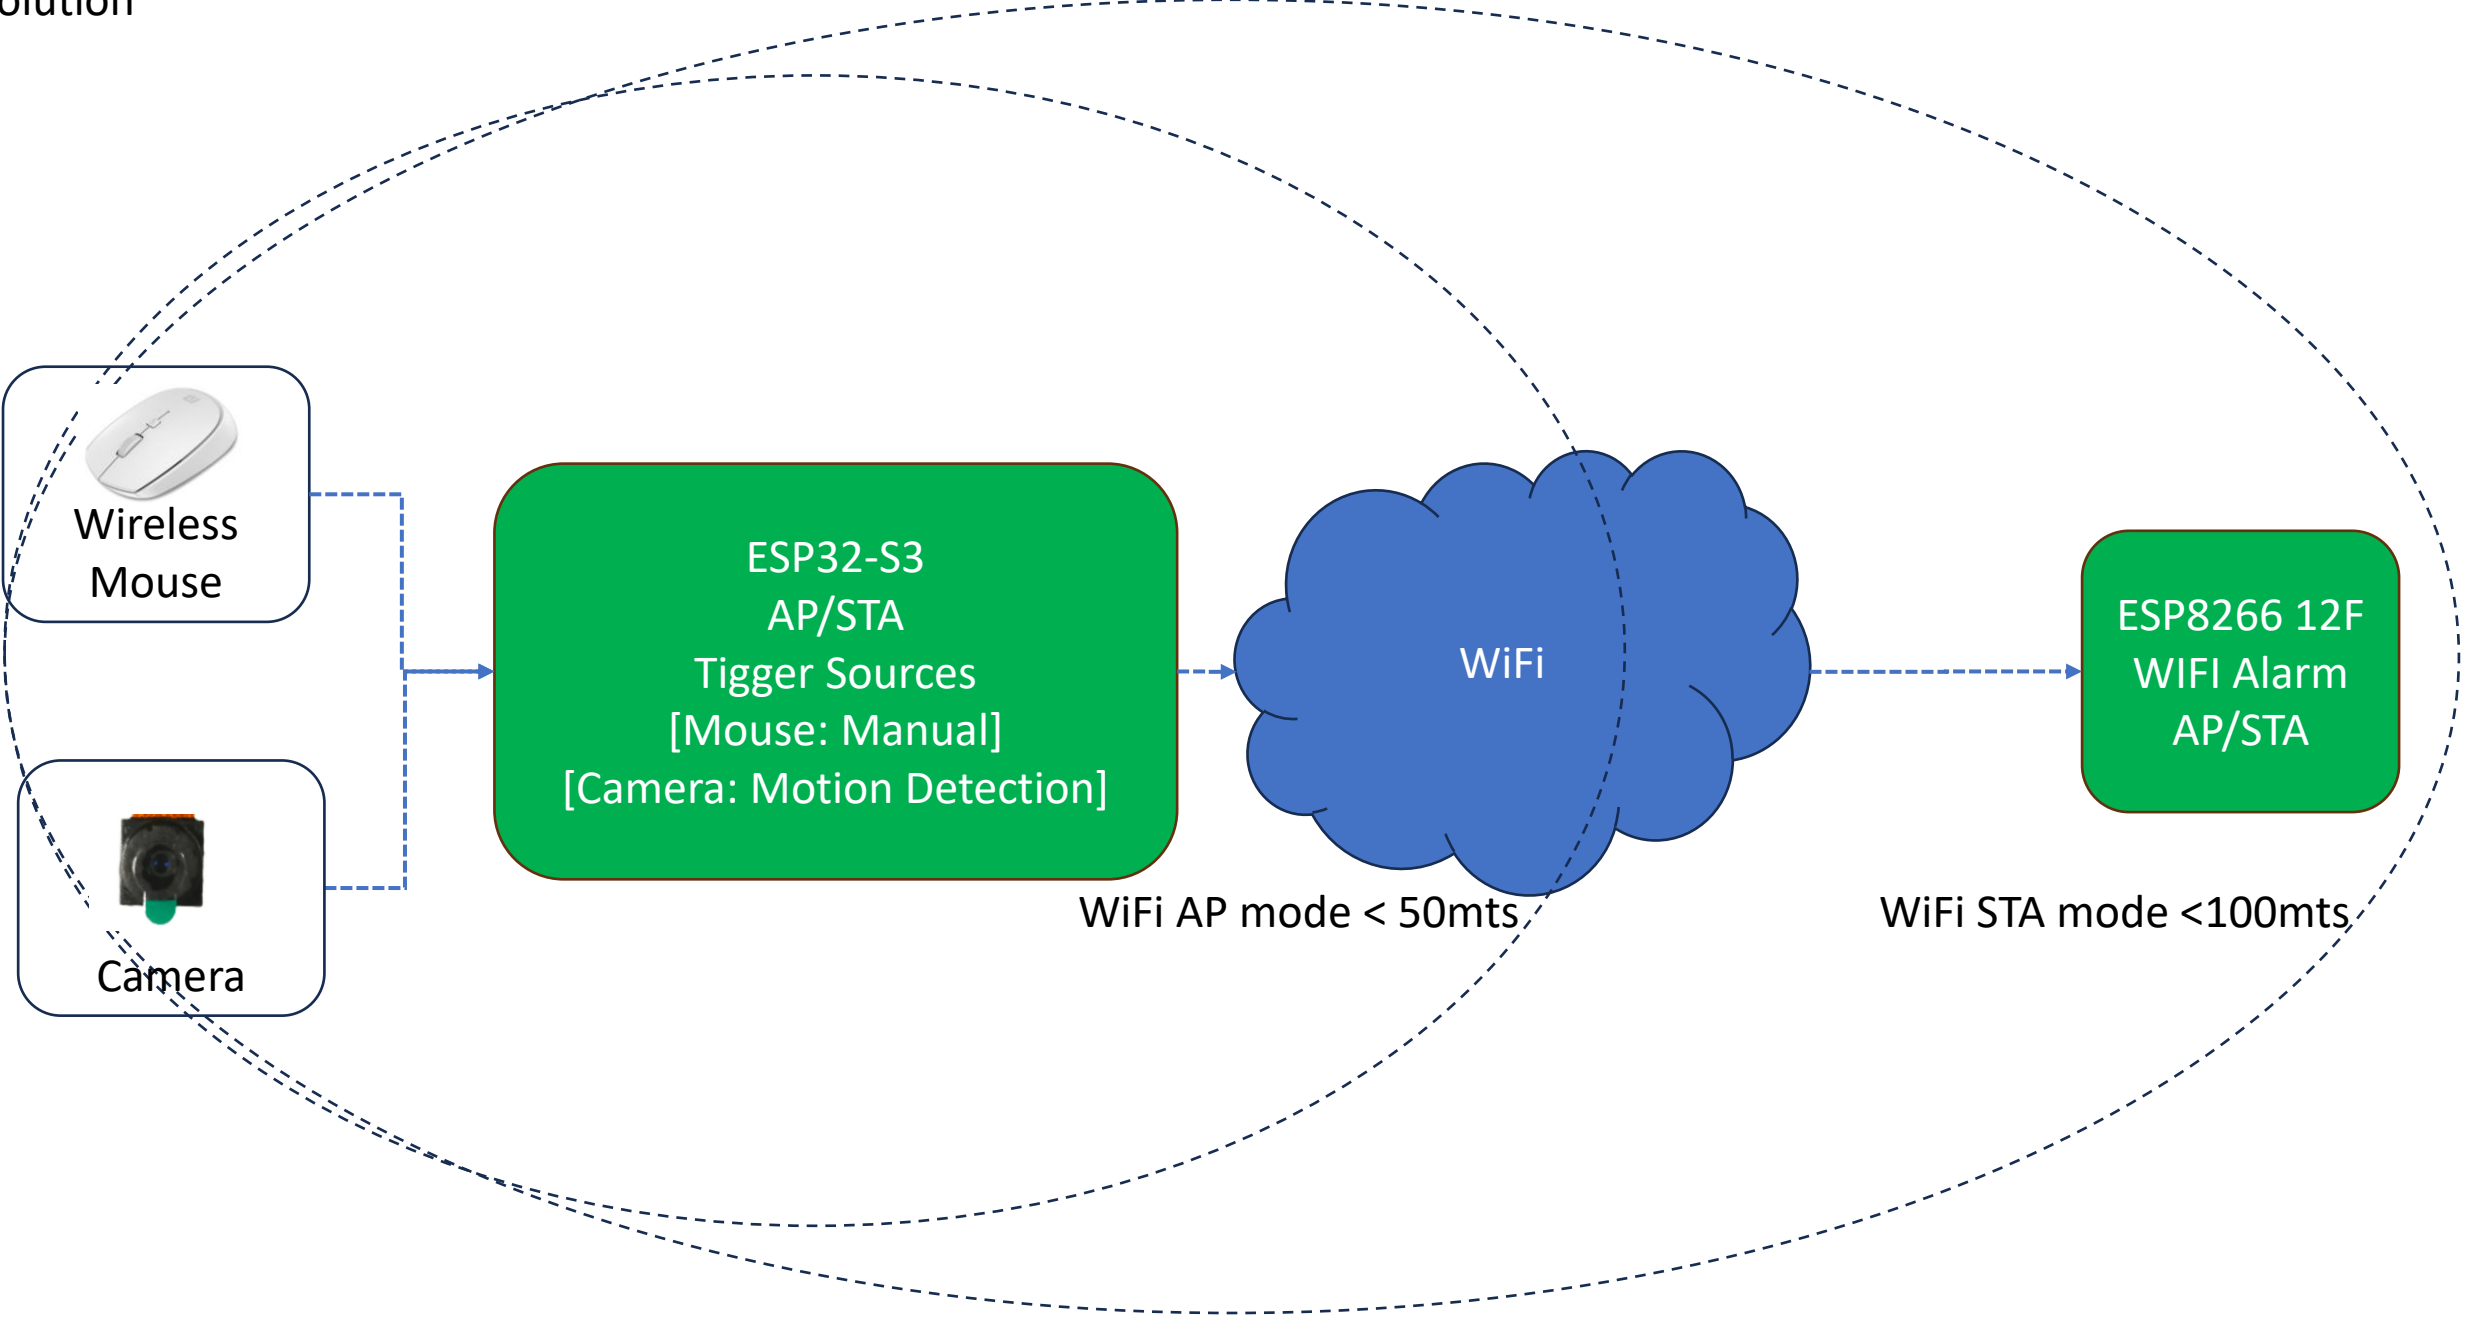 olution
Wireless
Mouse
Camera
ESP32-S3
AP/STA
Tigger Sources
[Mouse: Manual]
[Camera: Motion Detection]
WiFi
WiFi AP mode < 50mts
ESP8266 12F
WIFI Alarm
AP/STA
WiFi STA mode <100mts